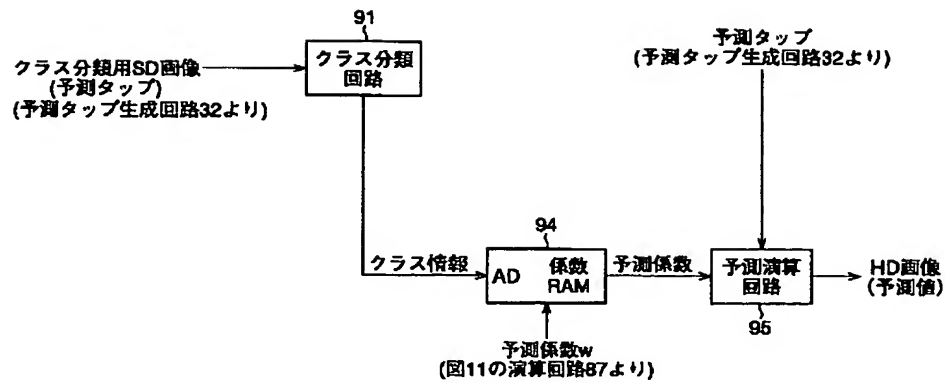 91
クラス分類用SD画像
(予測タップ)
(予測タップ生成回路32より)
クラス分類
回路
予測タップ
(予測タップ生成回路32より)
クラス情報
94
AD
係数
RAM
予測係数
予測演算
回路
95
HD画像
(予測値)
予測係数w
(図11の演算回路87より)